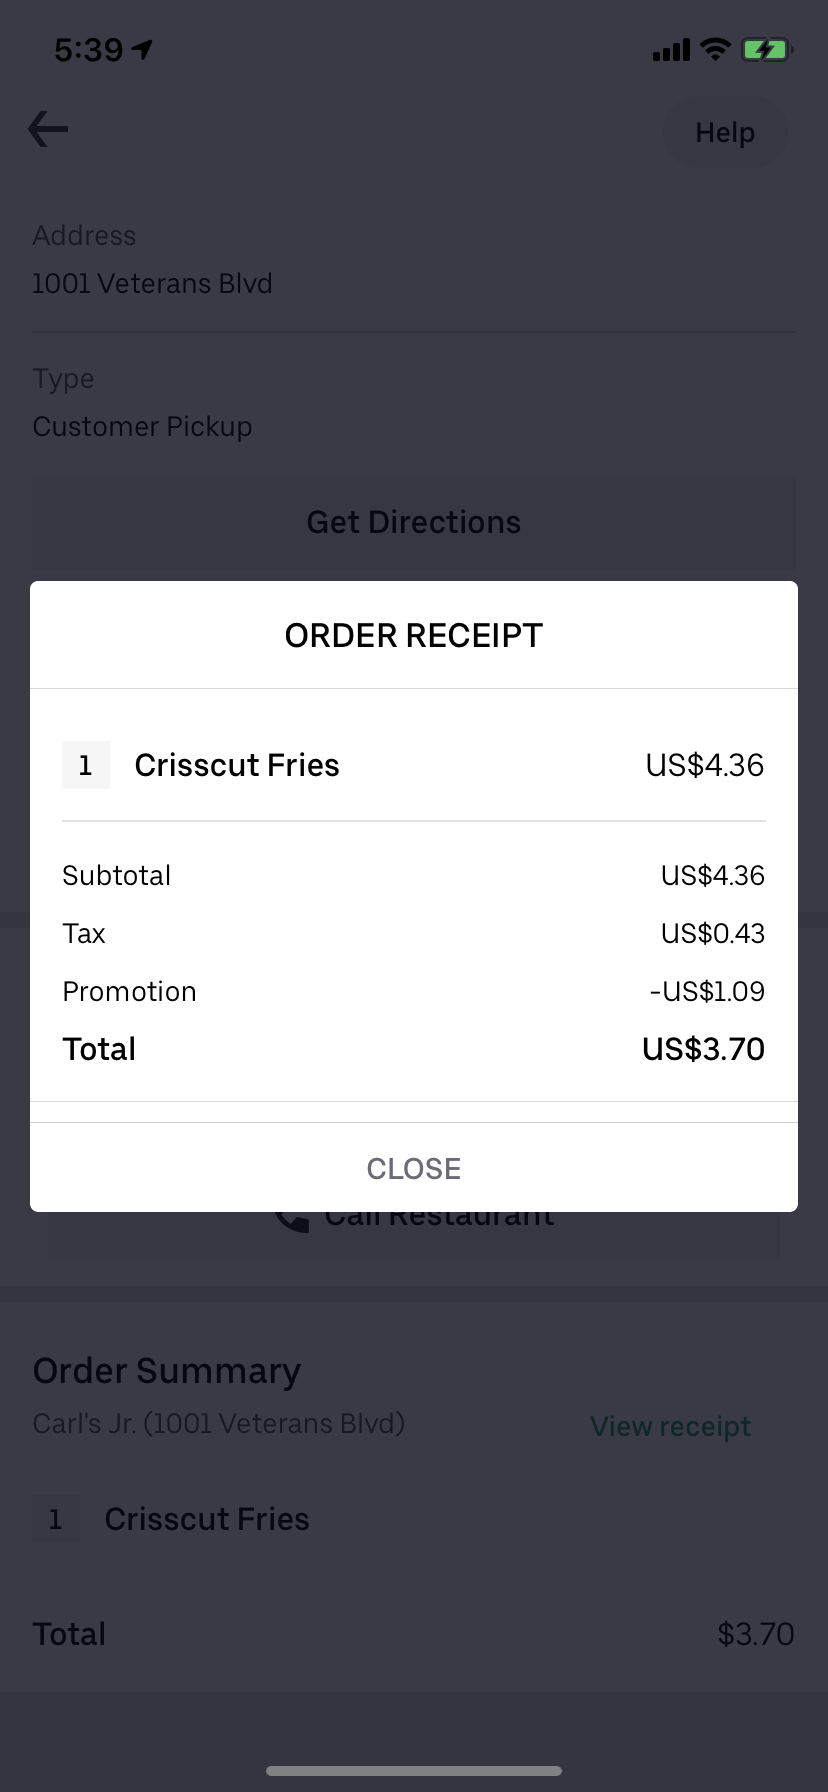 5:39
Help
Address
1001 Veterans Blvd
Type
Customer Pickup
Get Directions
ORDER RECEIPT
1 Crisscut Fries US$4.36
Subtotal US$4.36
Tax US$0.43
Promotion -US$1.09
Total US$3.70
CLOSE
Call Restaurant
Order Summary
Carl's Jr. (1001 Veterans Blvd) View receipt
1 Crisscut Fries
Total $3.70